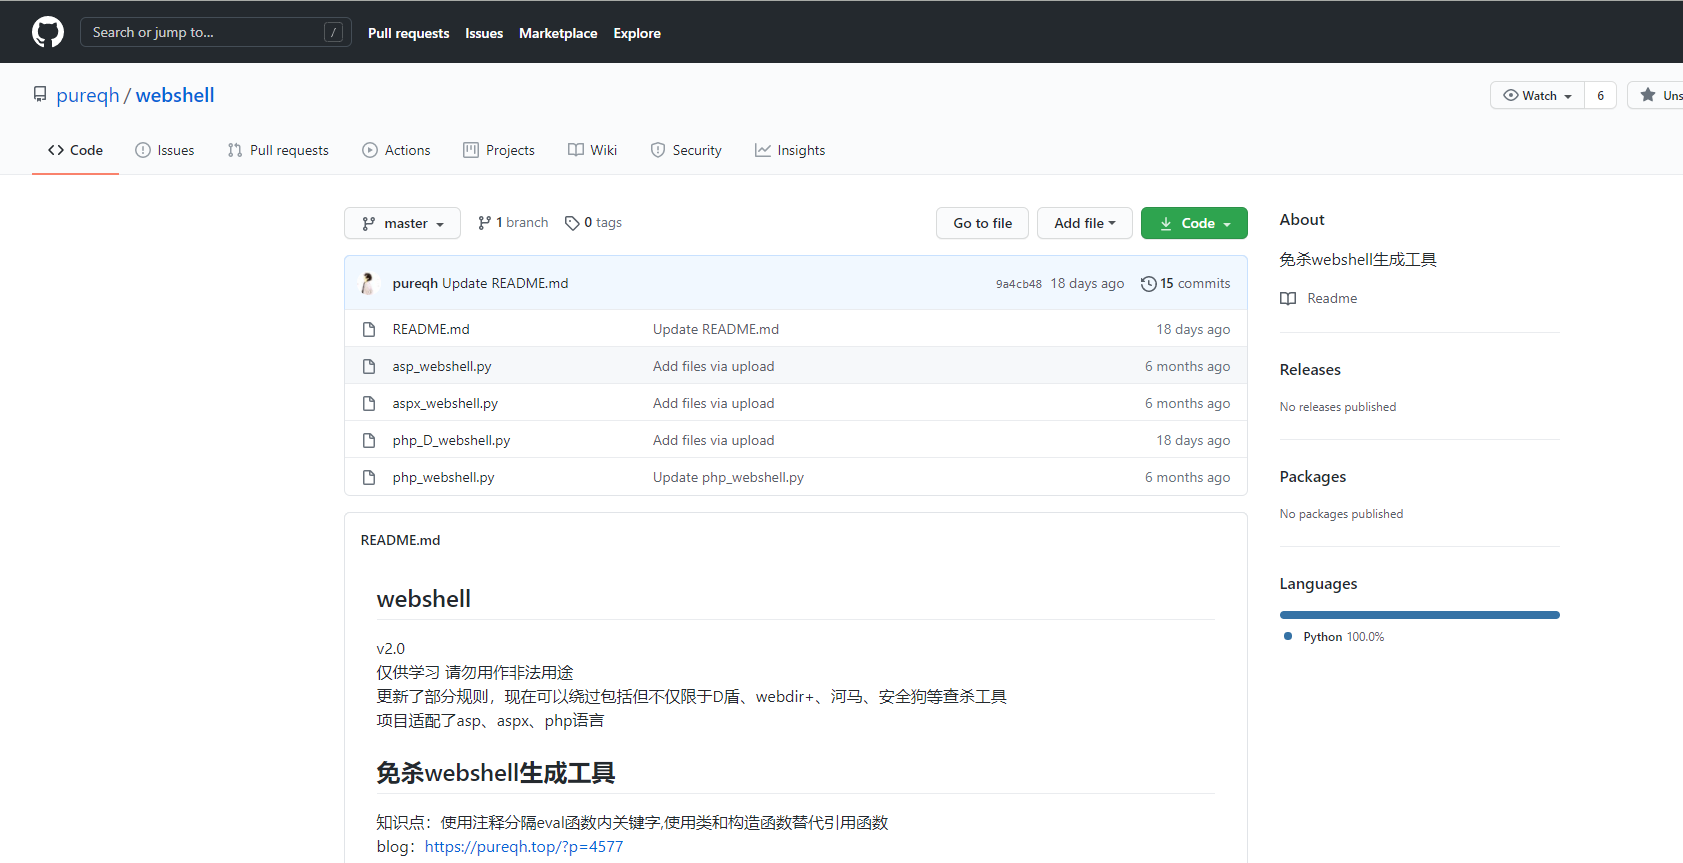 Search or jump to... /
Pull requests Issues Marketplace Explore
pureqh / webshell
Watch 6 Uns
Code Issues Pull requests Actions Projects Wiki Security Insights
master 1 branch 0 tags Go to file Add file Code
pureqh Update README.md 9a4cb48 18 days ago 15 commits
README.md Update README.md 18 days ago
asp_webshell.py Add files via upload 6 months ago
aspx_webshell.py Add files via upload 6 months ago
php_D_webshell.py Add files via upload 18 days ago
php_webshell.py Update php_webshell.py 6 months ago
README.md
webshell
v2.0
仅供学习 请勿用作非法用途
更新了部分规则，现在可以绕过包括但不仅限于D盾、webdir+、河马、安全狗等查杀工具
项目适配了asp、aspx、php语言
免杀webshell生成工具
知识点：使用注释分隔eval函数内关键字,使用类和构造函数替代引用函数
blog：https://pureqh.top/?p=4577
About
免杀webshell生成工具
Readme
Releases
No releases published
Packages
No packages published
Languages
Python 100.0%